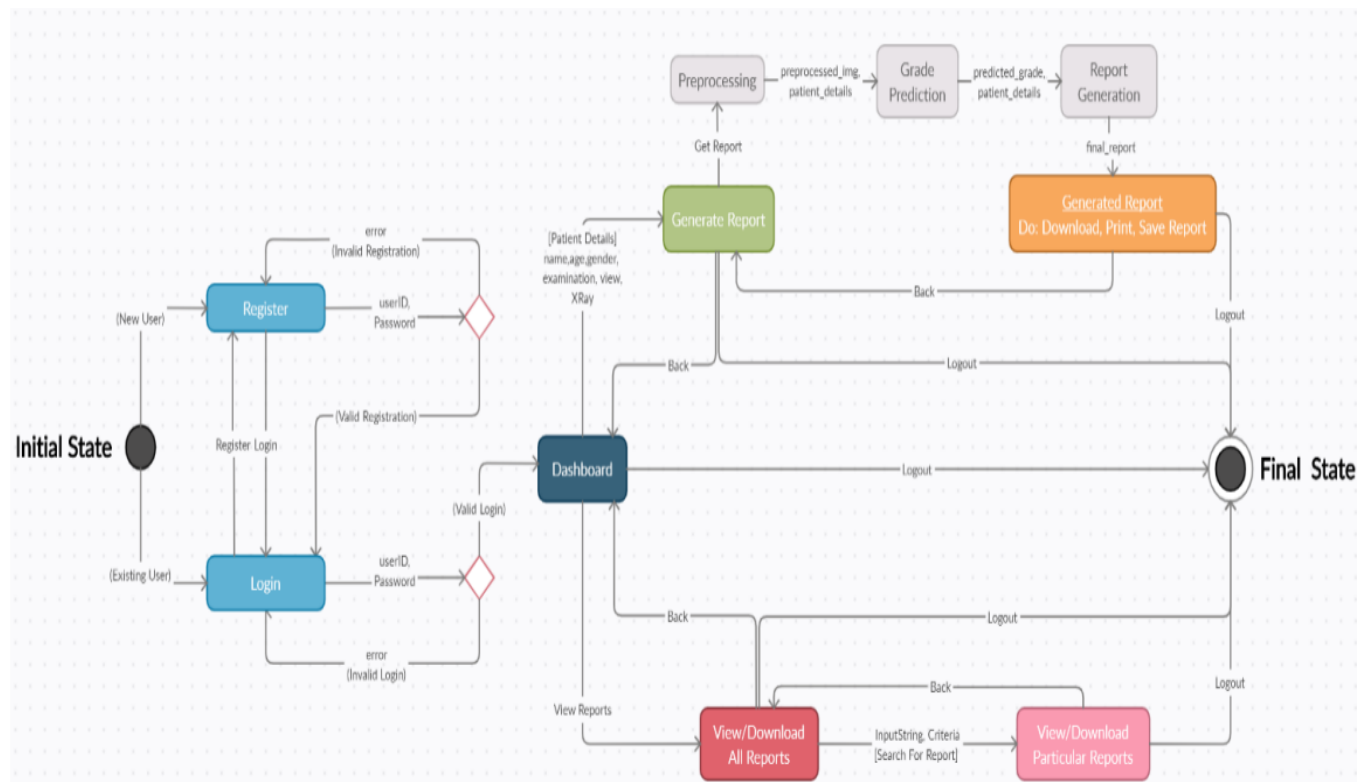 Preprocessing
preprocessed_img,
patient_details
Grade
Prediction
predicted_grade,
patient_details
Report
Generation
Get Report
final_report
Generate Report
Generated Report
Do: Download, Print, Save Report
[Patient Details]
name,age,gender,
examination, view,
XRay
error
(Invalid Registration)
Back
(New User)
Register
userID,
Password
Logout
Back
Logout
(Valid Registration)
Initial State
Register Login
Dashboard
Logout
Final State
(Valid Login)
(Existing User)
Login
userID,
Password
Back
Logout
error
(Invalid Login)
View Reports
Back
Logout
View/Download
All Reports
InputString, Criteria
[Search For Report]
View/Download
Particular Reports